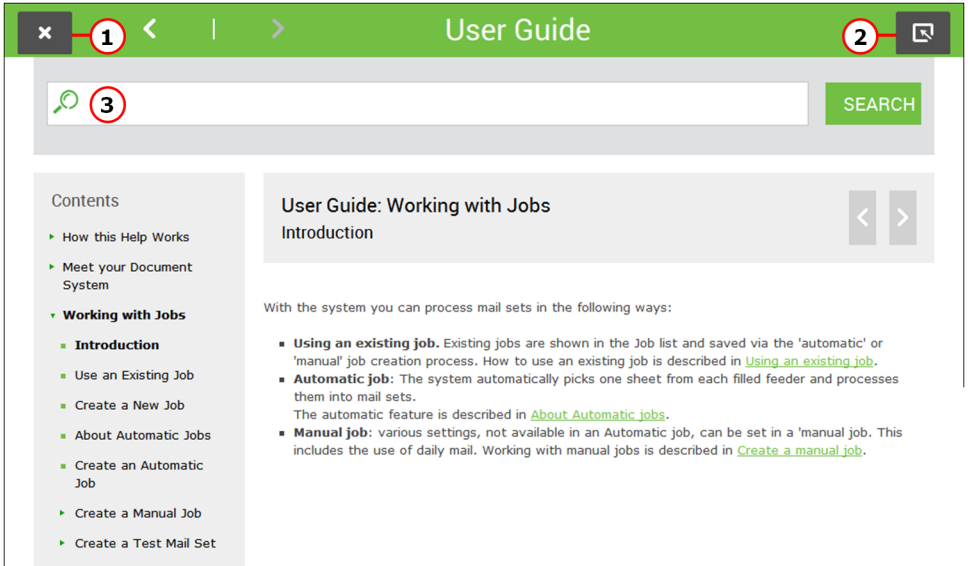 1
User Guide
2
3
SEARCH
Contents
How this Help Works
Meet your Document
System
Working with Jobs
Introduction
Use an Existing Job
Create a New Job
About Automatic Jobs
Create an Automatic
Job
Create a Manual Job
Create a Test Mail Set
User Guide: Working with Jobs
Introduction
With the system you can process mail sets in the following ways:
Using an existing job. Existing jobs are shown in the Job list and saved via the 'automatic' or
'manual' job creation process. How to use an existing job is described in Using an existing job.
Automatic job: The system automatically picks one sheet from each filled feeder and processes
them into mail sets.
The automatic feature is described in About Automatic jobs.
Manual job: various settings, not available in an Automatic job, can be set in a 'manual job. This
includes the use of daily mail. Working with manual jobs is described in Create a manual job.